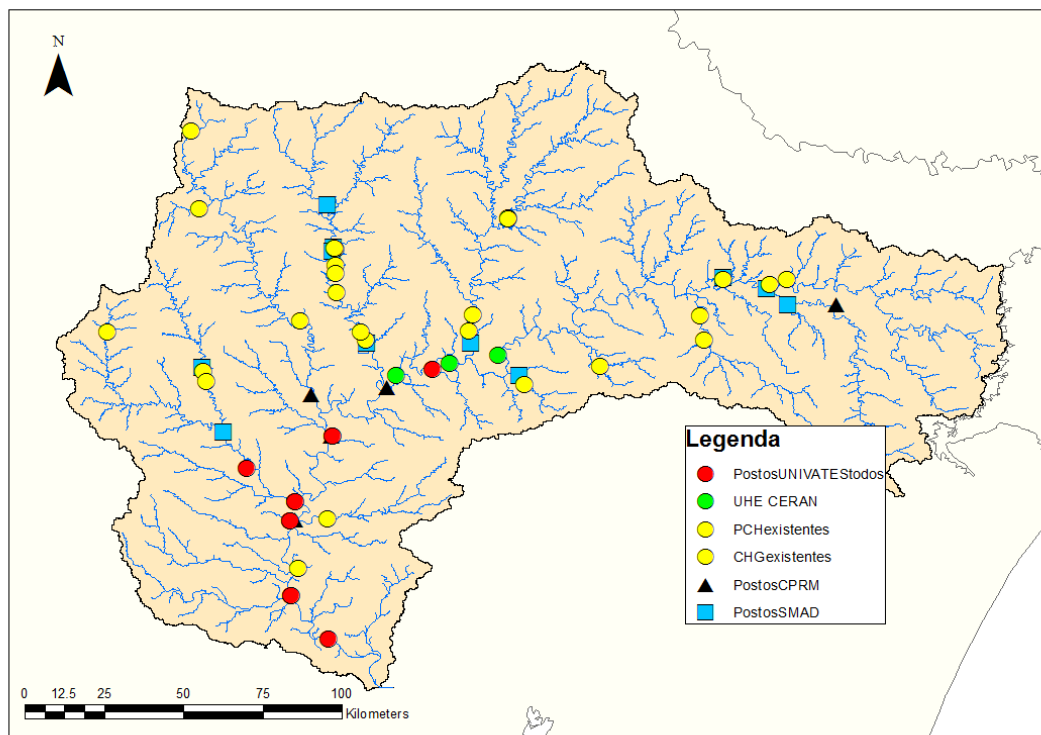 N
Legenda
PostosUNIVATEStodos
UHE CERAN
PCHexistentes
CHGexistentes
PostosCPRM
PostosSMAD
0 12.5 25 50 75 100
Kilometers